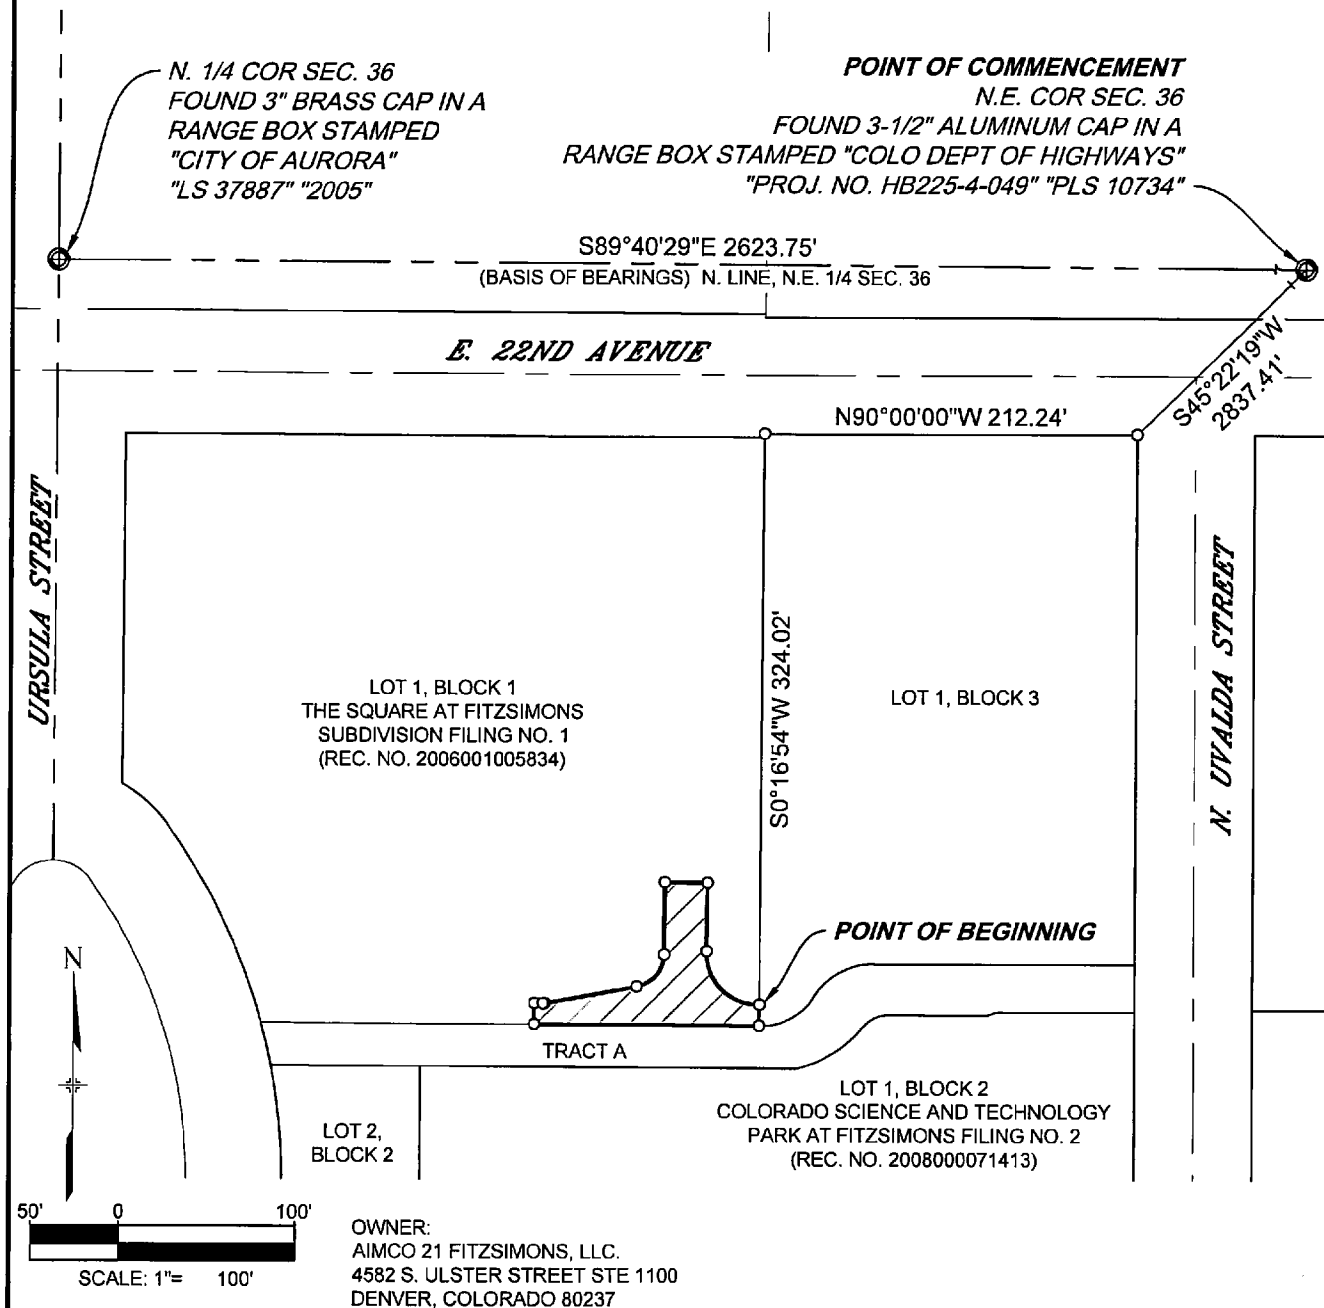 N. 1/4 COR SEC. 36
FOUND 3" BRASS CAP IN A
RANGE BOX STAMPED
"CITY OF AURORA"
"LS 37887" "2005"
POINT OF COMMENCEMENT
N.E. COR SEC. 36
FOUND 3-1/2" ALUMINUM CAP IN A
RANGE BOX STAMPED "COLO DEPT OF HIGHWAYS"
"PROJ. NO. HB225-4-049" "PLS 10734"
S89°40'29"E 2623.75'
(BASIS OF BEARINGS) N. LINE, N.E. 1/4 SEC. 36
E. 22ND AVENUE
S45°22'19"W
2837.41'
N90°00'00"W 212.24'
URSULA STREET
LOT 1, BLOCK 1
THE SQUARE AT FITZSIMONS
SUBDIVISION FILING NO. 1
(REC. NO. 2006001005834)
S0°16'54"W 324.02'
LOT 1, BLOCK 3
N. UVALDA STREET
POINT OF BEGINNING
N
TRACT A
LOT 1, BLOCK 2
COLORADO SCIENCE AND TECHNOLOGY
PARK AT FITZSIMONS FILING NO. 2
(REC. NO. 2008000071413)
LOT 2,
BLOCK 2
50' 0 100'
SCALE: 1"= 100'
OWNER:
AIMCO 21 FITZSIMONS, LLC.
4582 S. ULSTER STREET STE 1100
DENVER, COLORADO 80237